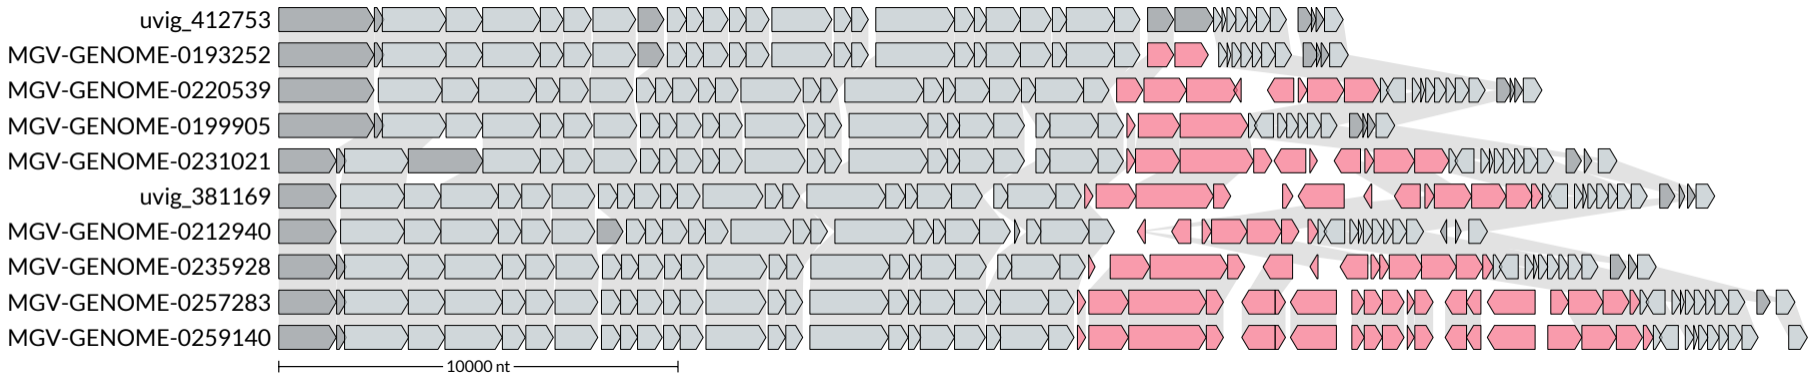 uvig_412753
MGV-GENOME-0193252
MGV-GENOME-0220539
MGV-GENOME-0199905
MGV-GENOME-0231021
uvig_381169
MGV-GENOME-0212940
MGV-GENOME-0235928
MGV-GENOME-0257283
MGV-GENOME-0259140
10000 nt